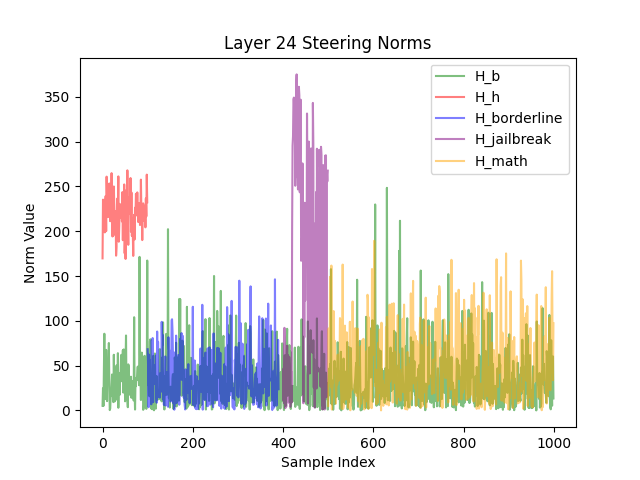 Layer 24 Steering Norms
H_b
H_h
H_borderline
H_jailbreak
H_math
Norm Value
350
300
250
200
150
100
50
0
0
200
400
600
800
1000
Sample Index